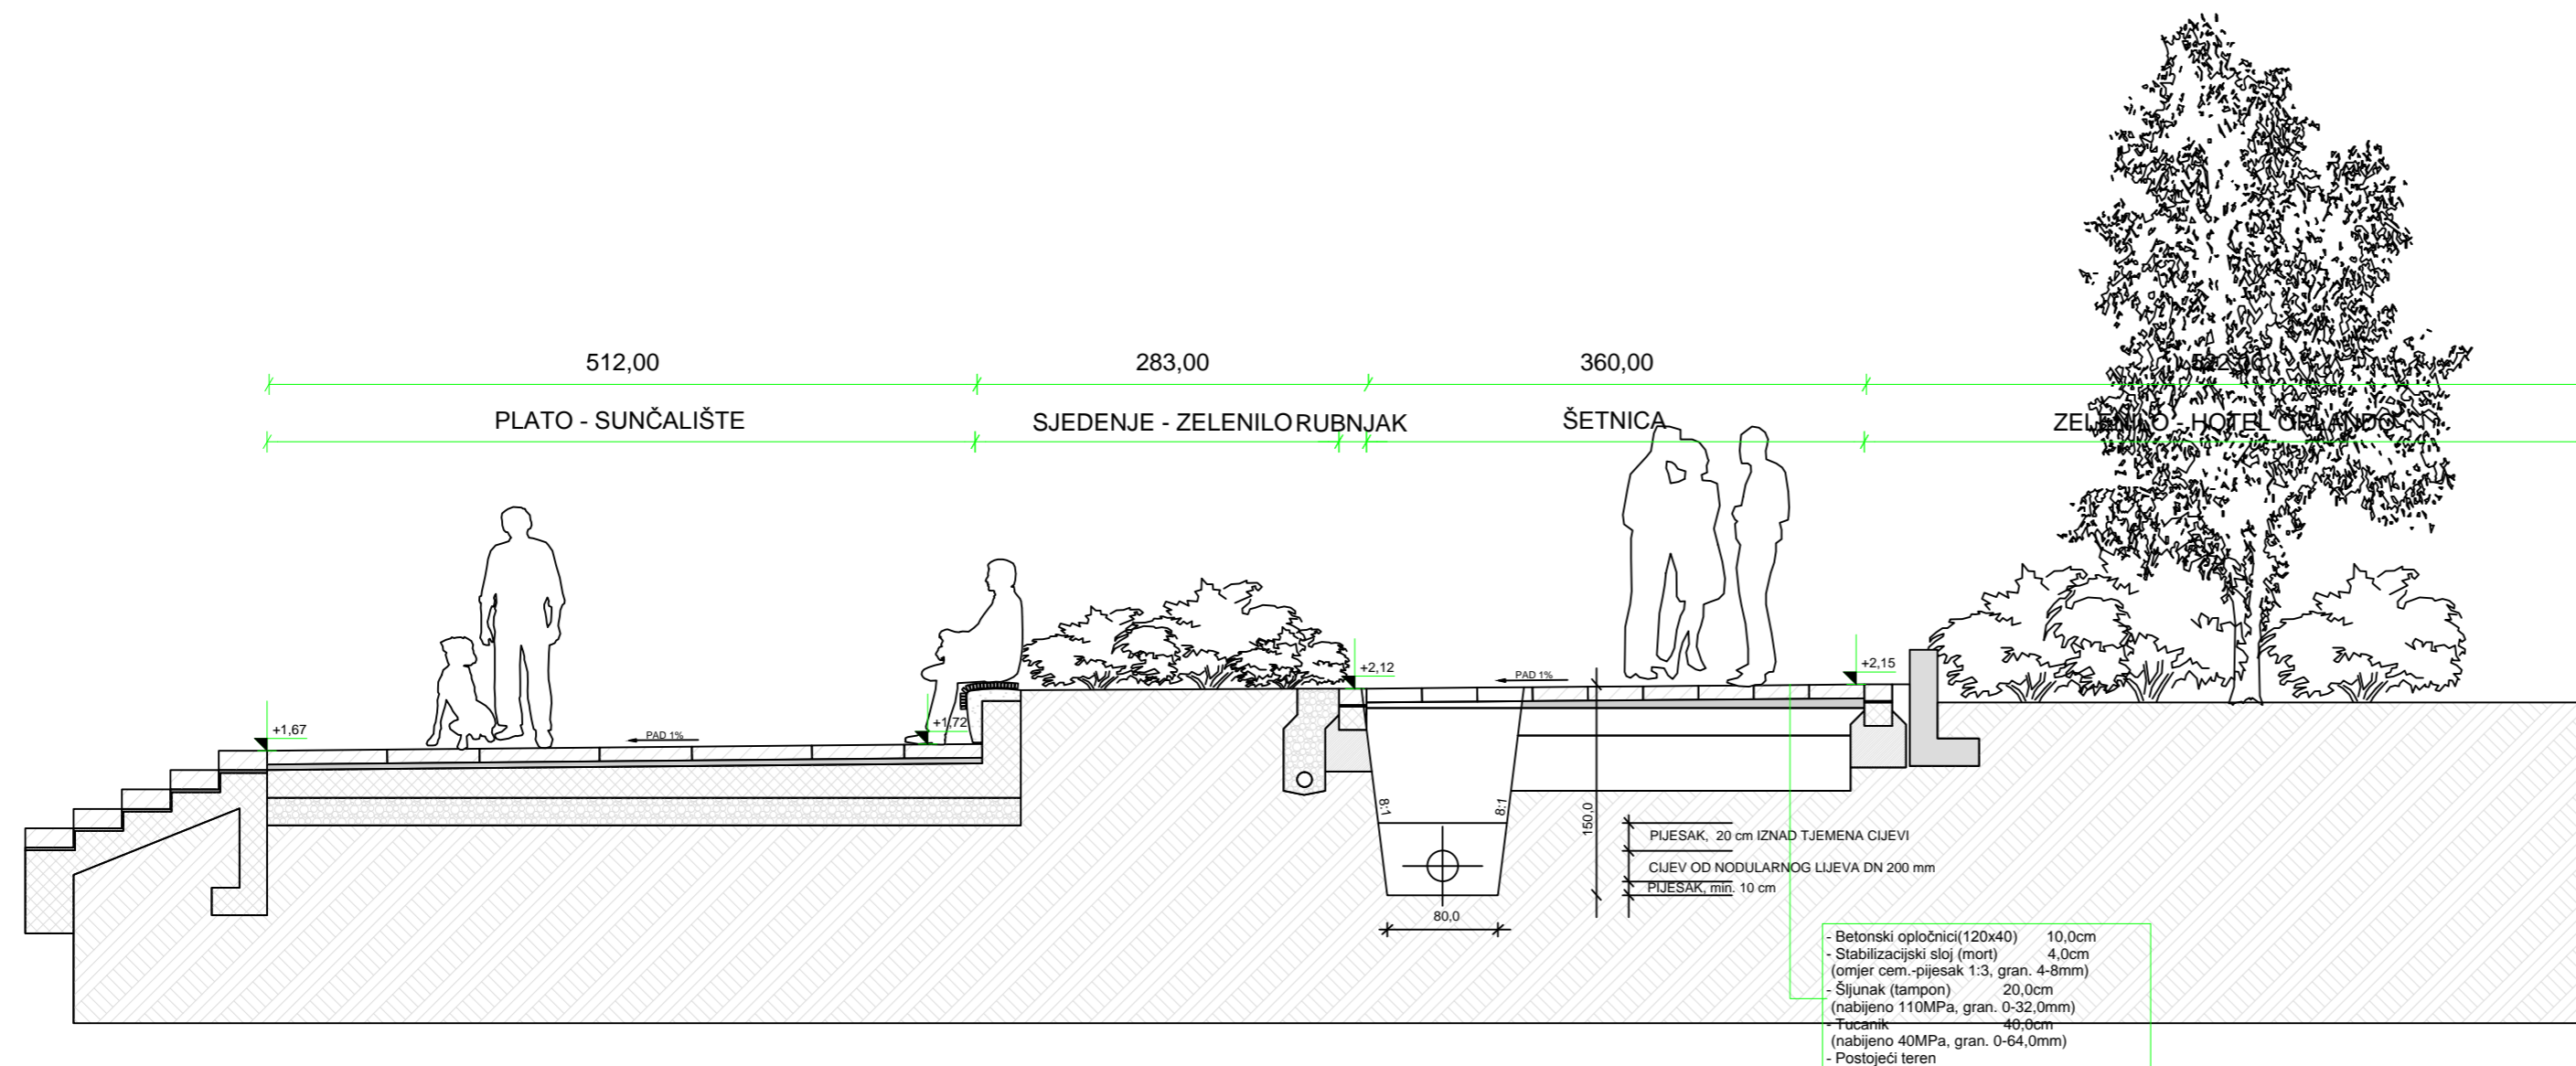 512,00
283,00
360,00
522,00
PLATO - SUNČALIŠTE
SJEDENJE - ZELENILO
RUBNJAK
ŠETNICA
ZELENILO - HOTEL ORLANDO
+1,67
PAD 1%
+1,72
+2,12
PAD 1%
+2,15
8:1
8:1
150,0
80,0
PIJESAK, 20 cm IZNAD TJEMENA CIJEVI
CIJEV OD NODULARNOG LIJEVA DN 200 mm
PIJESAK, min. 10 cm
- Betonski opločnici(120x40) 10,0cm
- Stabilizacijski sloj (mort) 4,0cm
(omjer cem.-pijesak 1:3, gran. 4-8mm)
- Šljunak (tampon) 20,0cm
(nabijeno 110MPa, gran. 0-32,0mm)
- Tucanik 40,0cm
(nabijeno 40MPa, gran. 0-64,0mm)
- Postojeći teren